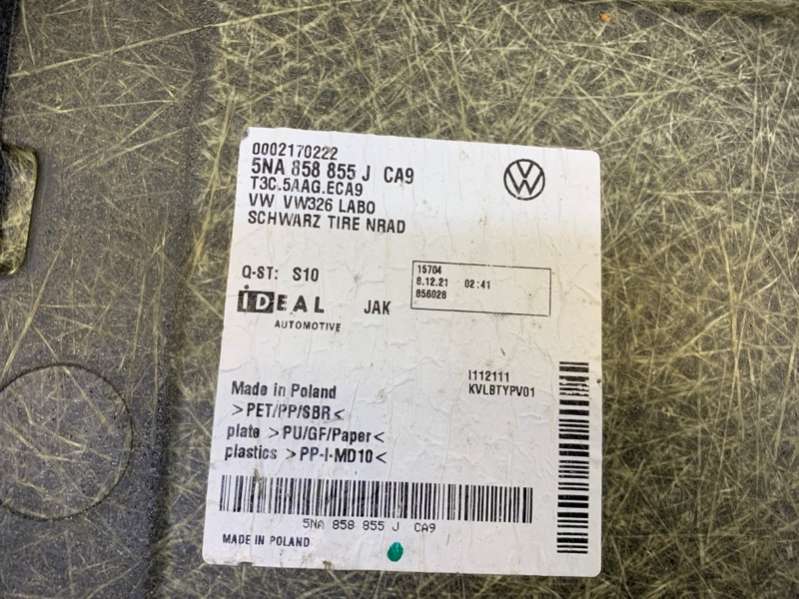 0002170222
5NA 858 855 J CA9
T3C.5AAG.ECA9
VW VW326 LABO
SCHWARZ TIRE NRAD
Q-ST: S10
15704
8.12.21 02:41
856028
iDEAL JAK
AUTOMOTIVE
I112111
KVLBTYPV01
Made in Poland
>PET/PP/SBR<
plate >PU/GF/Paper<
plastics >PP-I-MD10<
5NA 858 855 J CA9
MADE IN POLAND